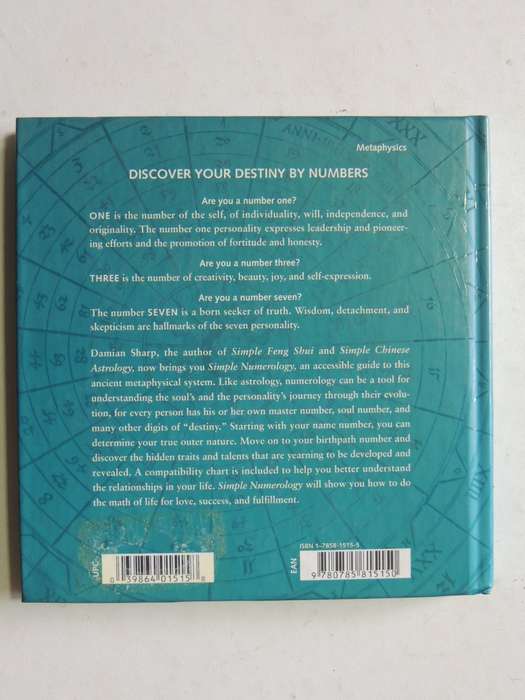 Metaphysics
DISCOVER YOUR DESTINY BY NUMBERS
Are you a number one?
ONE is the number of the self, of individuality, will, independence, and
originality. The number one personality expresses leadership and pioneer-
ing efforts and the promotion of fortitude and honesty.
Are you a number three?
THREE is the number of creativity, beauty, joy, and self-expression.
Are you a number seven?
The number SEVEN is a born seeker of truth. Wisdom, detachment, and
skepticism are hallmarks of the seven personality.
Damian Sharp, the author of Simple Feng Shui and Simple Chinese
Astrology, now brings you Simple Numerology, an accessible guide to this
ancient metaphysical system. Like astrology, numerology can be a tool for
understanding the soul's and the personality's journey through their evolu-
tion, for every person has his or her own master number, soul number, and
many other digits of “destiny.” Starting with your name number, you can
determine your true outer nature. Move on to your birthpath number and
discover the hidden traits and talents that are yearning to be developed and
revealed. A compatibility chart is included to help you better understand
the relationships in your life. Simple Numerology will show you how to do
the math of life for love, success, and fulfillment.
UPC
0 39864 01515 8
ISBN 1-7858-1515-5
EAN
9 780785 815150